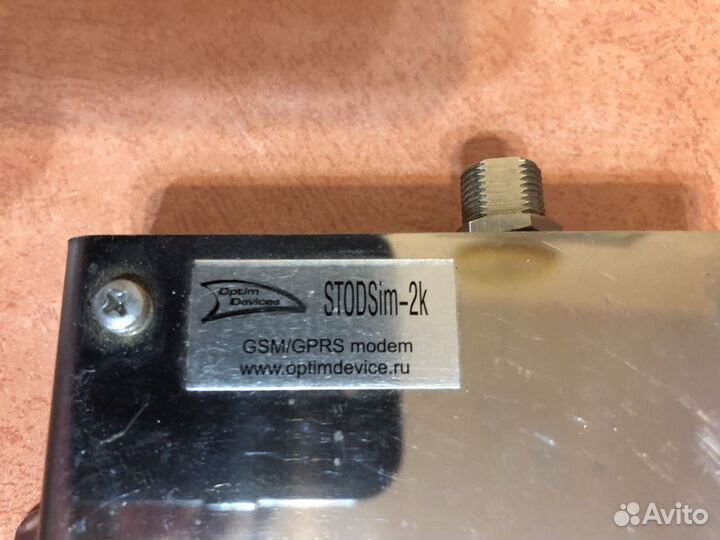 Optim
Devices
STODSim-2k
GSM/GPRS modem
www.optimdevice.ru
Avito